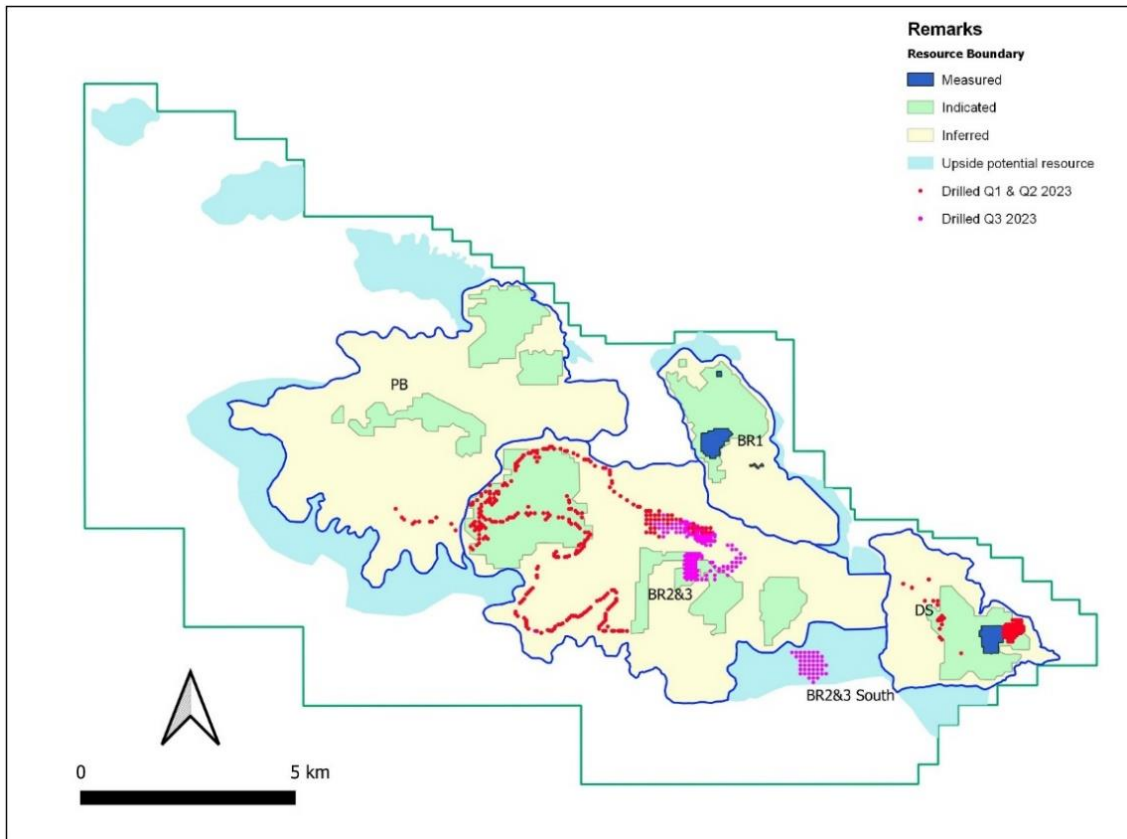 Remarks
Resource Boundary
Measured
Indicated
Inferred
Upside potential resource
Drilled Q1 & Q2 2023
Drilled Q3 2023
PB
BR1
BR2&3
DS
BR2&3 South
0 5 km